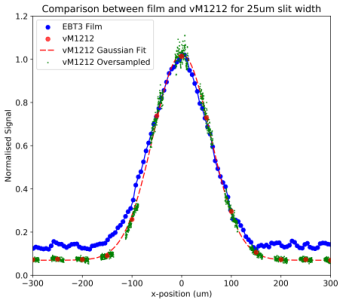 Comparison between film and vM1212 for 25um slit width
EBT3 Film
vM1212
vM1212 Gaussian Fit
vM1212 Oversampled
Normalised Signal
1.2
1.0
0.8
0.6
0.4
0.2
0.0
−300 −200 −100 0 100 200 300
x-position (um)